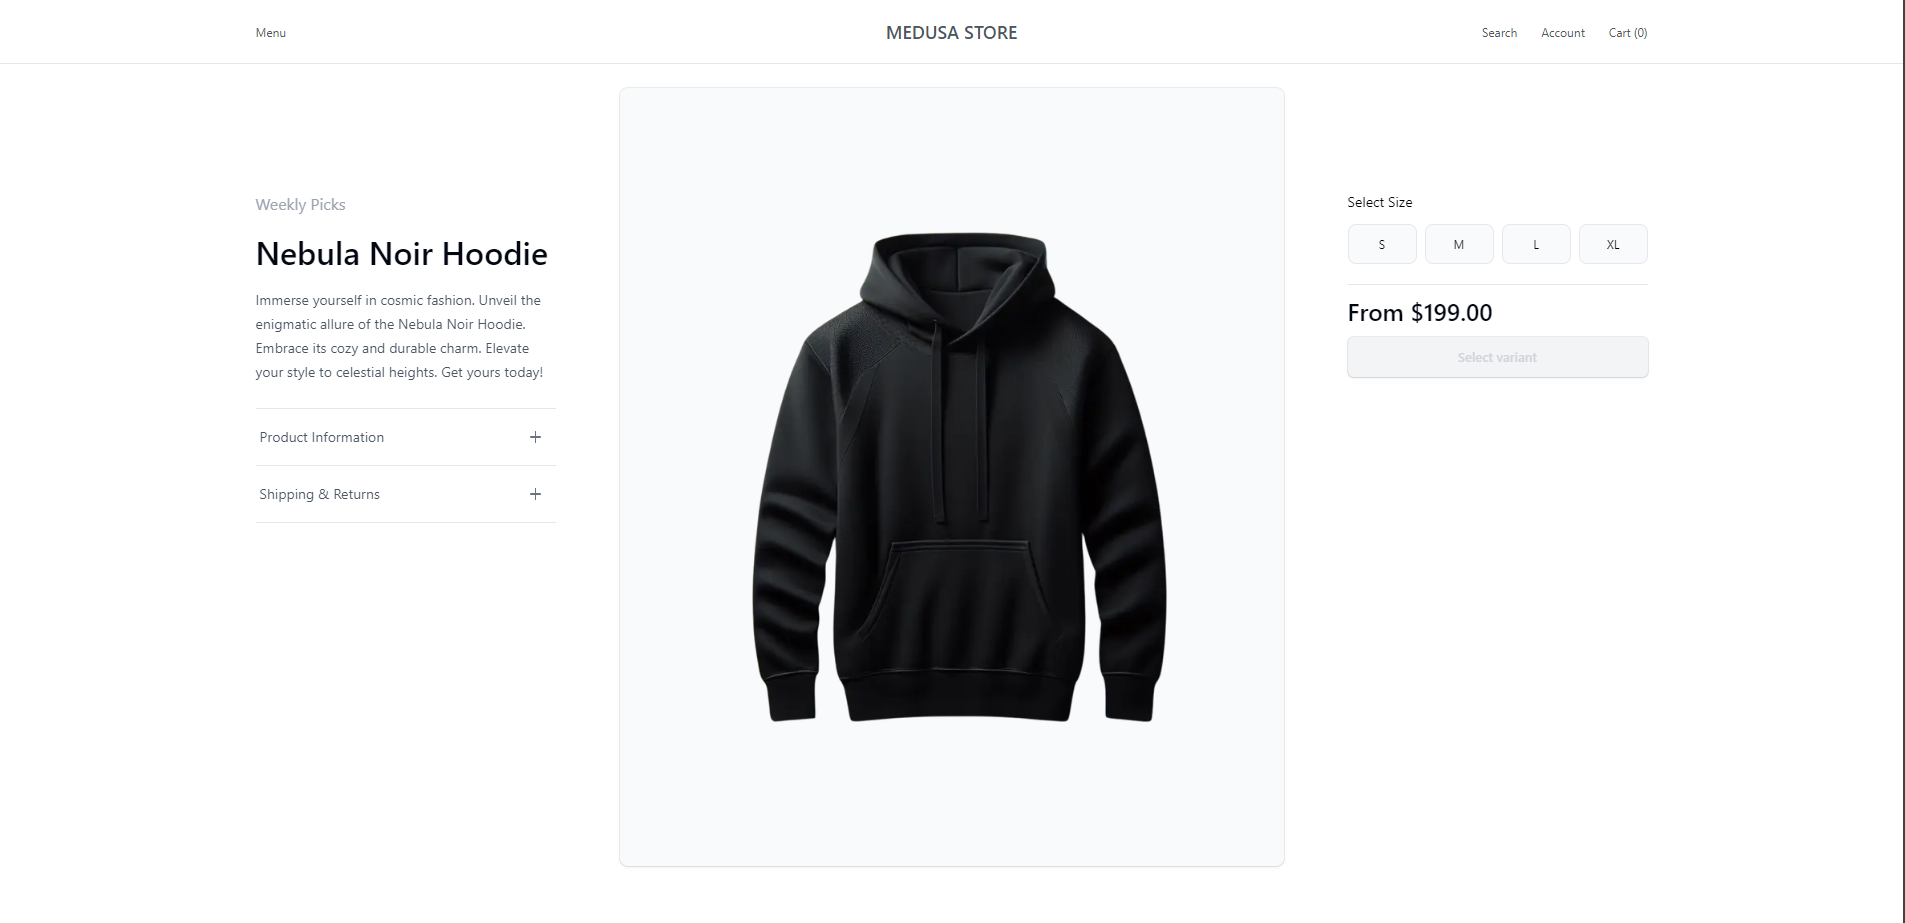 Menu
MEDUSA STORE
Search
Account
Cart (0)
Weekly Picks
Nebula Noir Hoodie
Immerse yourself in cosmic fashion. Unveil the
enigmatic allure of the Nebula Noir Hoodie.
Embrace its cozy and durable charm. Elevate
your style to celestial heights. Get yours today!
Product Information
Shipping & Returns
Select Size
S
M
L
XL
From $199.00
Select variant